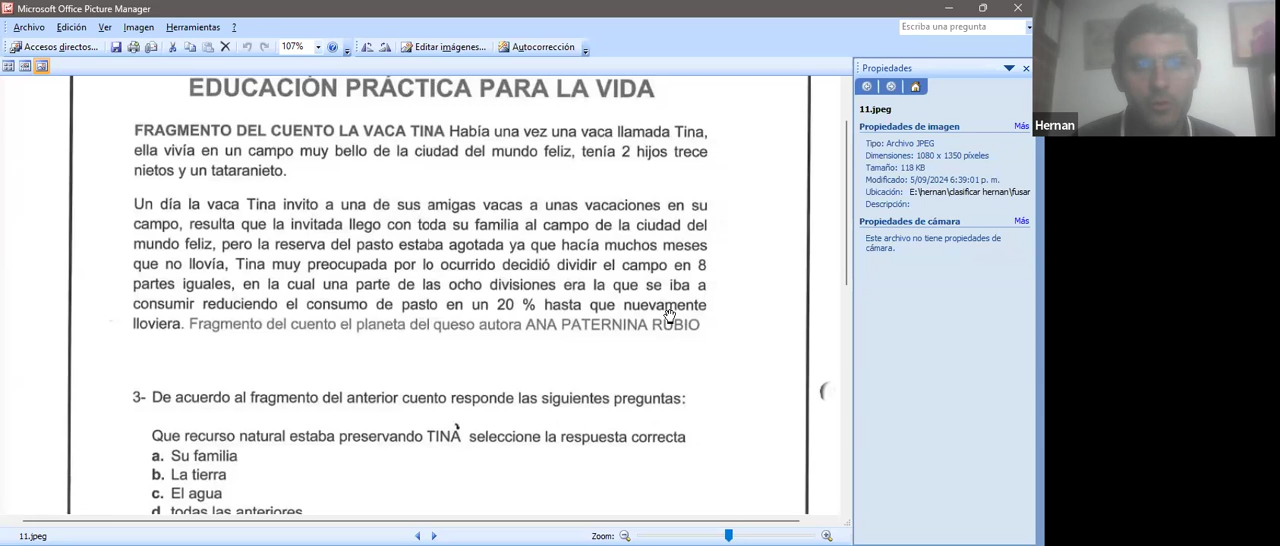 Microsoft Office Picture Manager
Archivo Edición Ver Imagen Herramientas ?
Escriba una pregunta
Accesos directos... 107% Editar imágenes... Autocorrección
EDUCACIÓN PRÁCTICA PARA LA VIDA
FRAGMENTO DEL CUENTO LA VACA TINA Había una vez una vaca llamada Tina,
ella vivía en un campo muy bello de la ciudad del mundo feliz, tenía 2 hijos trece
nietos y un tataranieto.
Un día la vaca Tina invito a una de sus amigas vacas a unas vacaciones en su
campo, resulta que la invitada llego con toda su familia al campo de la ciudad del
mundo feliz, pero la reserva del pasto estaba agotada ya que hacía muchos meses
que no llovía, Tina muy preocupada por lo ocurrido decidió dividir el campo en 8
partes iguales, en la cual una parte de las ocho divisiones era la que se iba a
consumir reduciendo el consumo de pasto en un 20 % hasta que nuevamente
lloviera. Fragmento del cuento el planeta del queso autora ANA PATERNINA RUBIO
3- De acuerdo al fragmento del anterior cuento responde las siguientes preguntas:
Que recurso natural estaba preservando TINA seleccione la respuesta correcta
a. Su familia
b. La tierra
c. El agua
d. todas las anteriores
Propiedades
11.jpeg
Propiedades de imagen Más
Tipo: Archivo JPEG
Dimensiones: 1080 x 1350 píxeles
Tamaño: 118 KB
Modificado: 5/09/2024 6:39:01 p. m.
Ubicación: E:\hernan\clasificar hernan\fusar
Descripción:
Propiedades de cámara Más
Este archivo no tiene propiedades de
cámara.
Hernan
11.jpeg
Zoom: